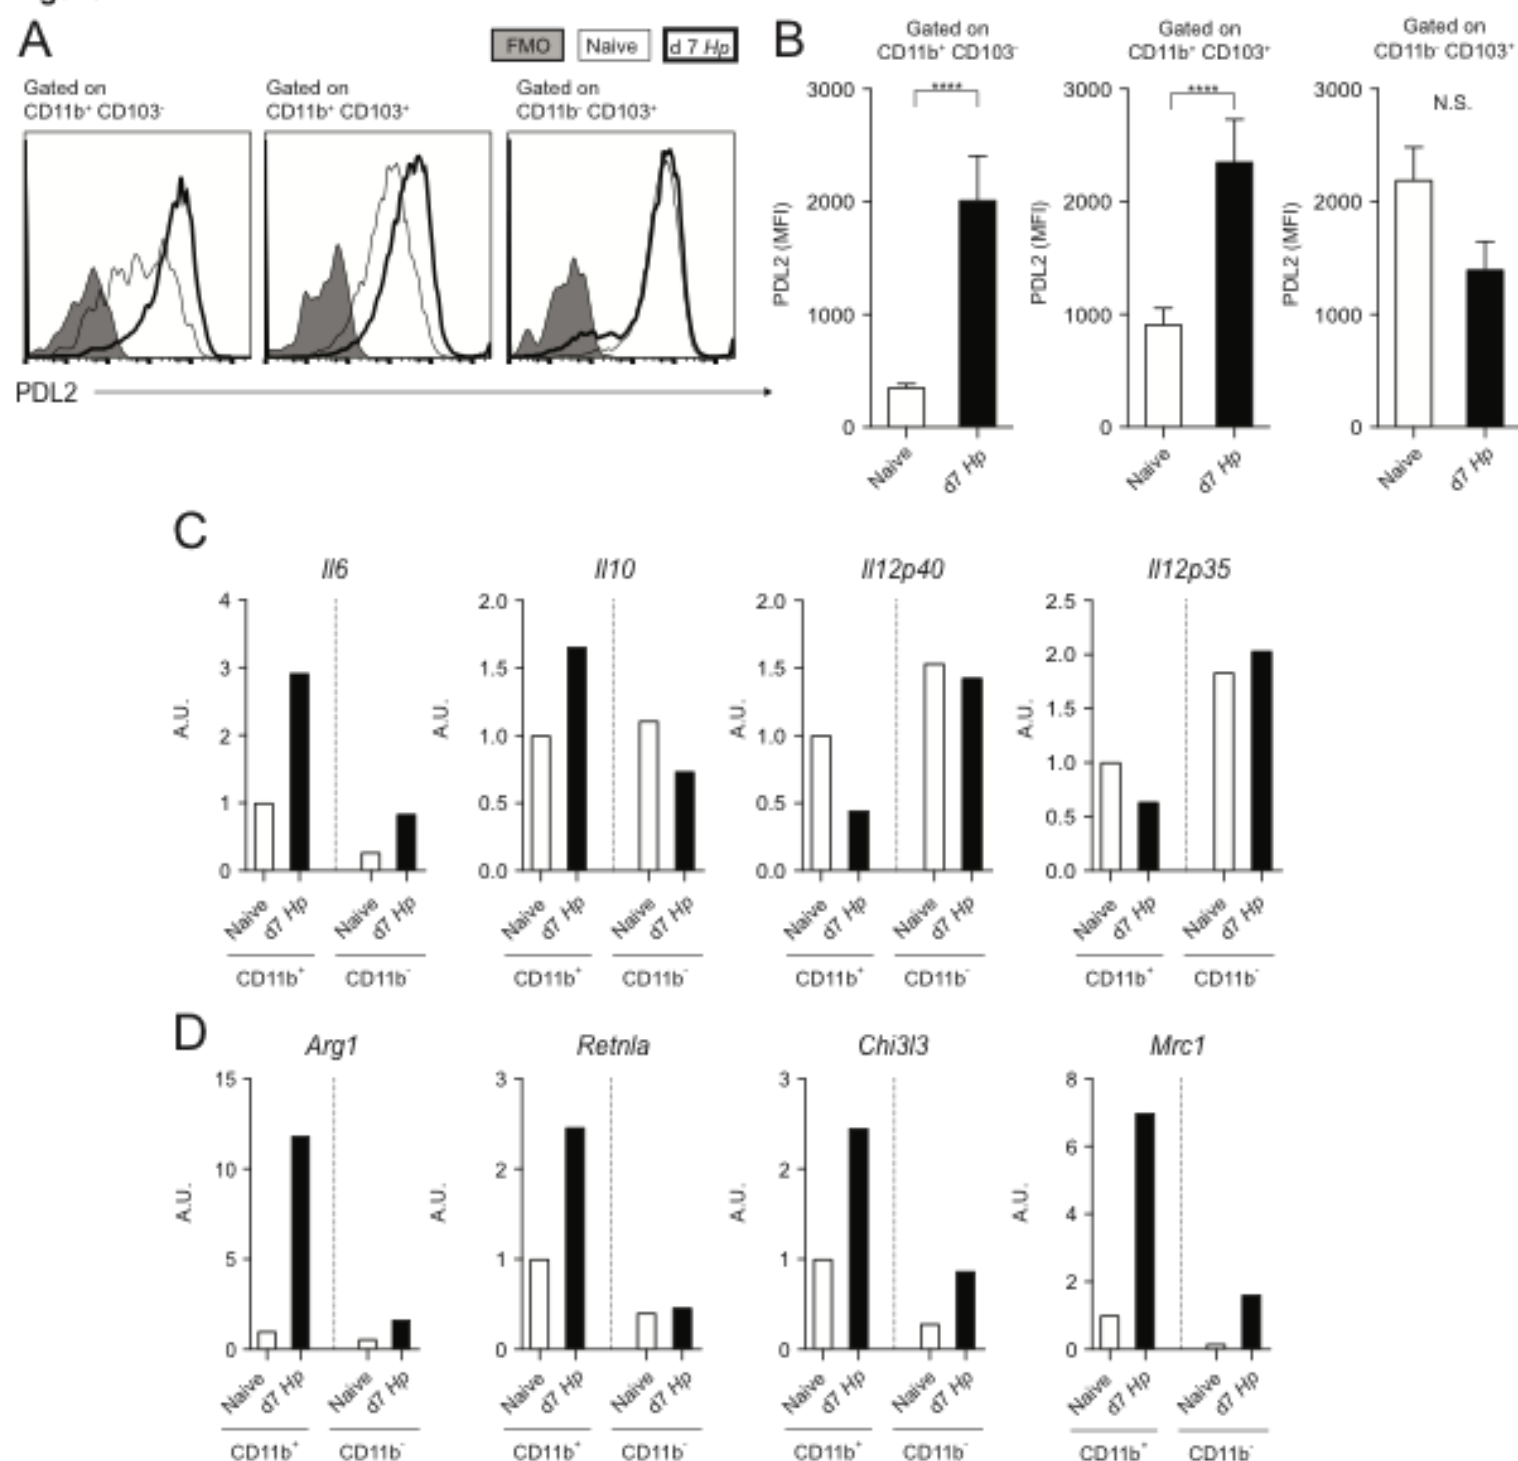 A
FMO Naive d 7 Hp
Gated on
CD11b+ CD103-
Gated on
CD11b+ CD103+
Gated on
CD11b- CD103+
PDL2
B
Gated on
CD11b+ CD103-
3000
2000
1000
0
PDL2 (MFI)
****
Naive
d7 Hp
Gated on
CD11b+ CD103+
3000
2000
1000
0
PDL2 (MFI)
****
Naive
d7 Hp
Gated on
CD11b- CD103+
3000
2000
1000
0
PDL2 (MFI)
N.S.
Naive
d7 Hp
C
Il6
4
3
2
1
0
A.U.
Naive
d7 Hp
Naive
d7 Hp
CD11b+ CD11b-
Il10
2.0
1.5
1.0
0.5
0.0
A.U.
Naive
d7 Hp
Naive
d7 Hp
CD11b+ CD11b-
Il12p40
2.0
1.5
1.0
0.5
0.0
A.U.
Naive
d7 Hp
Naive
d7 Hp
CD11b+ CD11b-
Il12p35
2.5
2.0
1.5
1.0
0.5
0.0
A.U.
Naive
d7 Hp
Naive
d7 Hp
CD11b+ CD11b-
D
Arg1
15
10
5
0
A.U.
Naive
d7 Hp
Naive
d7 Hp
CD11b+ CD11b-
Retnla
3
2
1
0
A.U.
Naive
d7 Hp
Naive
d7 Hp
CD11b+ CD11b-
Chi3l3
3
2
1
0
A.U.
Naive
d7 Hp
Naive
d7 Hp
CD11b+ CD11b-
Mrc1
8
6
4
2
0
A.U.
Naive
d7 Hp
Naive
d7 Hp
CD11b+ CD11b-